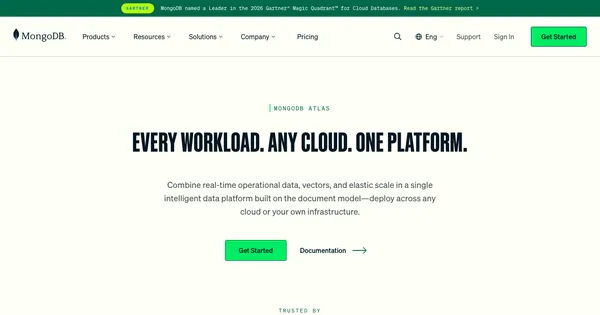 GARTNER MongoDB named a Leader in the 2026 Gartner® Magic Quadrant™ for Cloud Databases. Read the Gartner report >
MongoDB. Products Resources Solutions Company Pricing Eng Support Sign In Get Started
MONGODB ATLAS
EVERY WORKLOAD. ANY CLOUD. ONE PLATFORM.
Combine real-time operational data, vectors, and elastic scale in a single
intelligent data platform built on the document model—deploy across any
cloud or your own infrastructure.
Get Started Documentation
TRUSTED BY